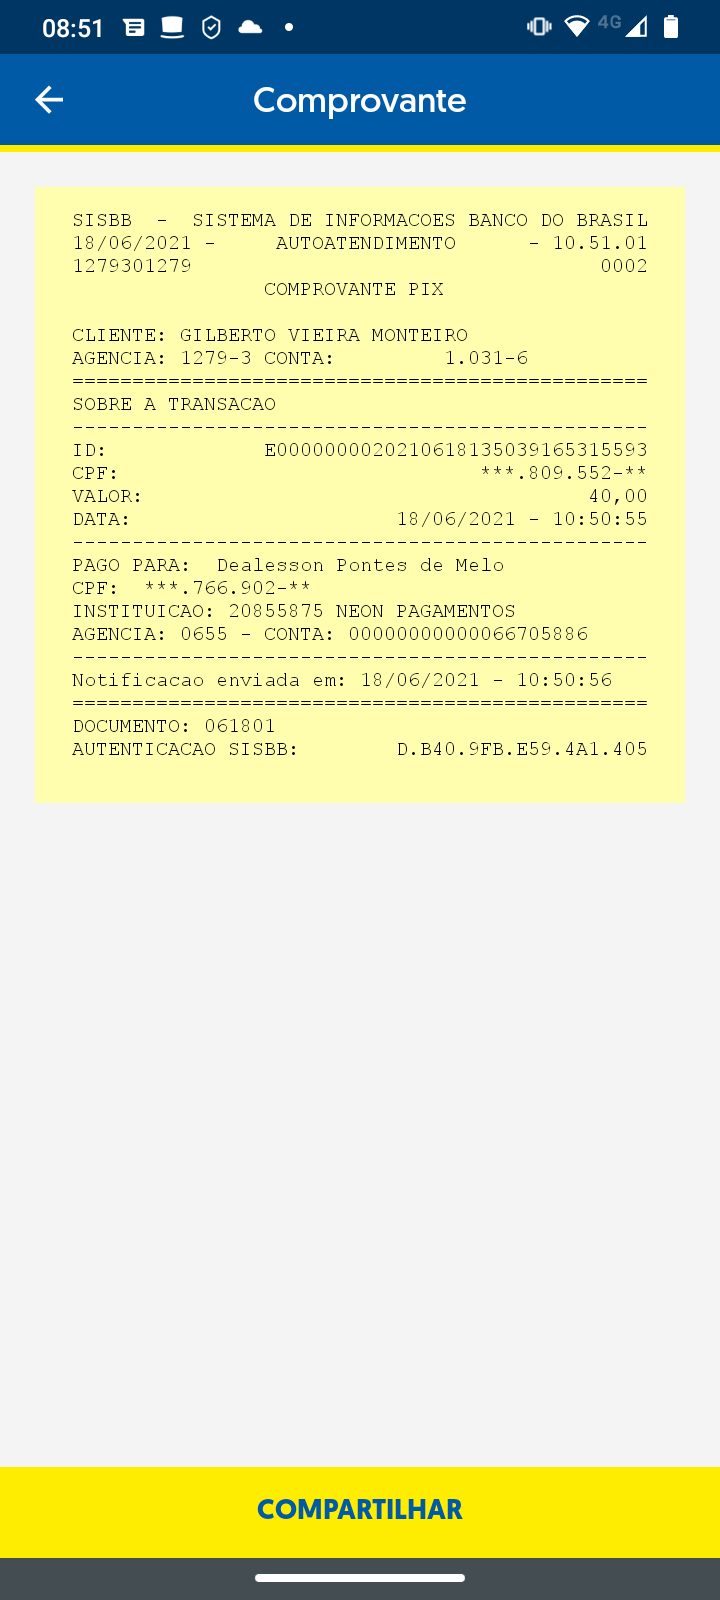 08:51
4G
Comprovante
SISBB - SISTEMA DE INFORMACOES BANCO DO BRASIL
18/06/2021 - AUTOATENDIMENTO - 10.51.01
1279301279 0002
COMPROVANTE PIX
CLIENTE: GILBERTO VIEIRA MONTEIRO
AGENCIA: 1279-3 CONTA: 1.031-6
================================================
SOBRE A TRANSACAO
------------------------------------------------
ID: E0000000020210618135039165315593
CPF: ***.809.552-**
VALOR: 40,00
DATA: 18/06/2021 - 10:50:55
------------------------------------------------
PAGO PARA: Dealesson Pontes de Melo
CPF: ***.766.902-**
INSTITUICAO: 20855875 NEON PAGAMENTOS
AGENCIA: 0655 - CONTA: 00000000000066705886
------------------------------------------------
Notificacao enviada em: 18/06/2021 - 10:50:56
================================================
DOCUMENTO: 061801
AUTENTICACAO SISBB: D.B40.9FB.E59.4A1.405
COMPARTILHAR